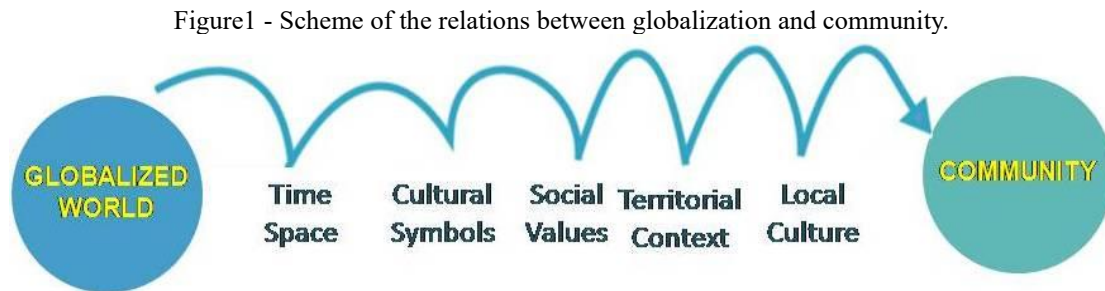 Figure1 - Scheme of the relations between globalization and community.
GLOBALIZED
WORLD
Time
Space
Cultural
Symbols
Social
Values
Territorial
Context
Local
Culture
COMMUNITY